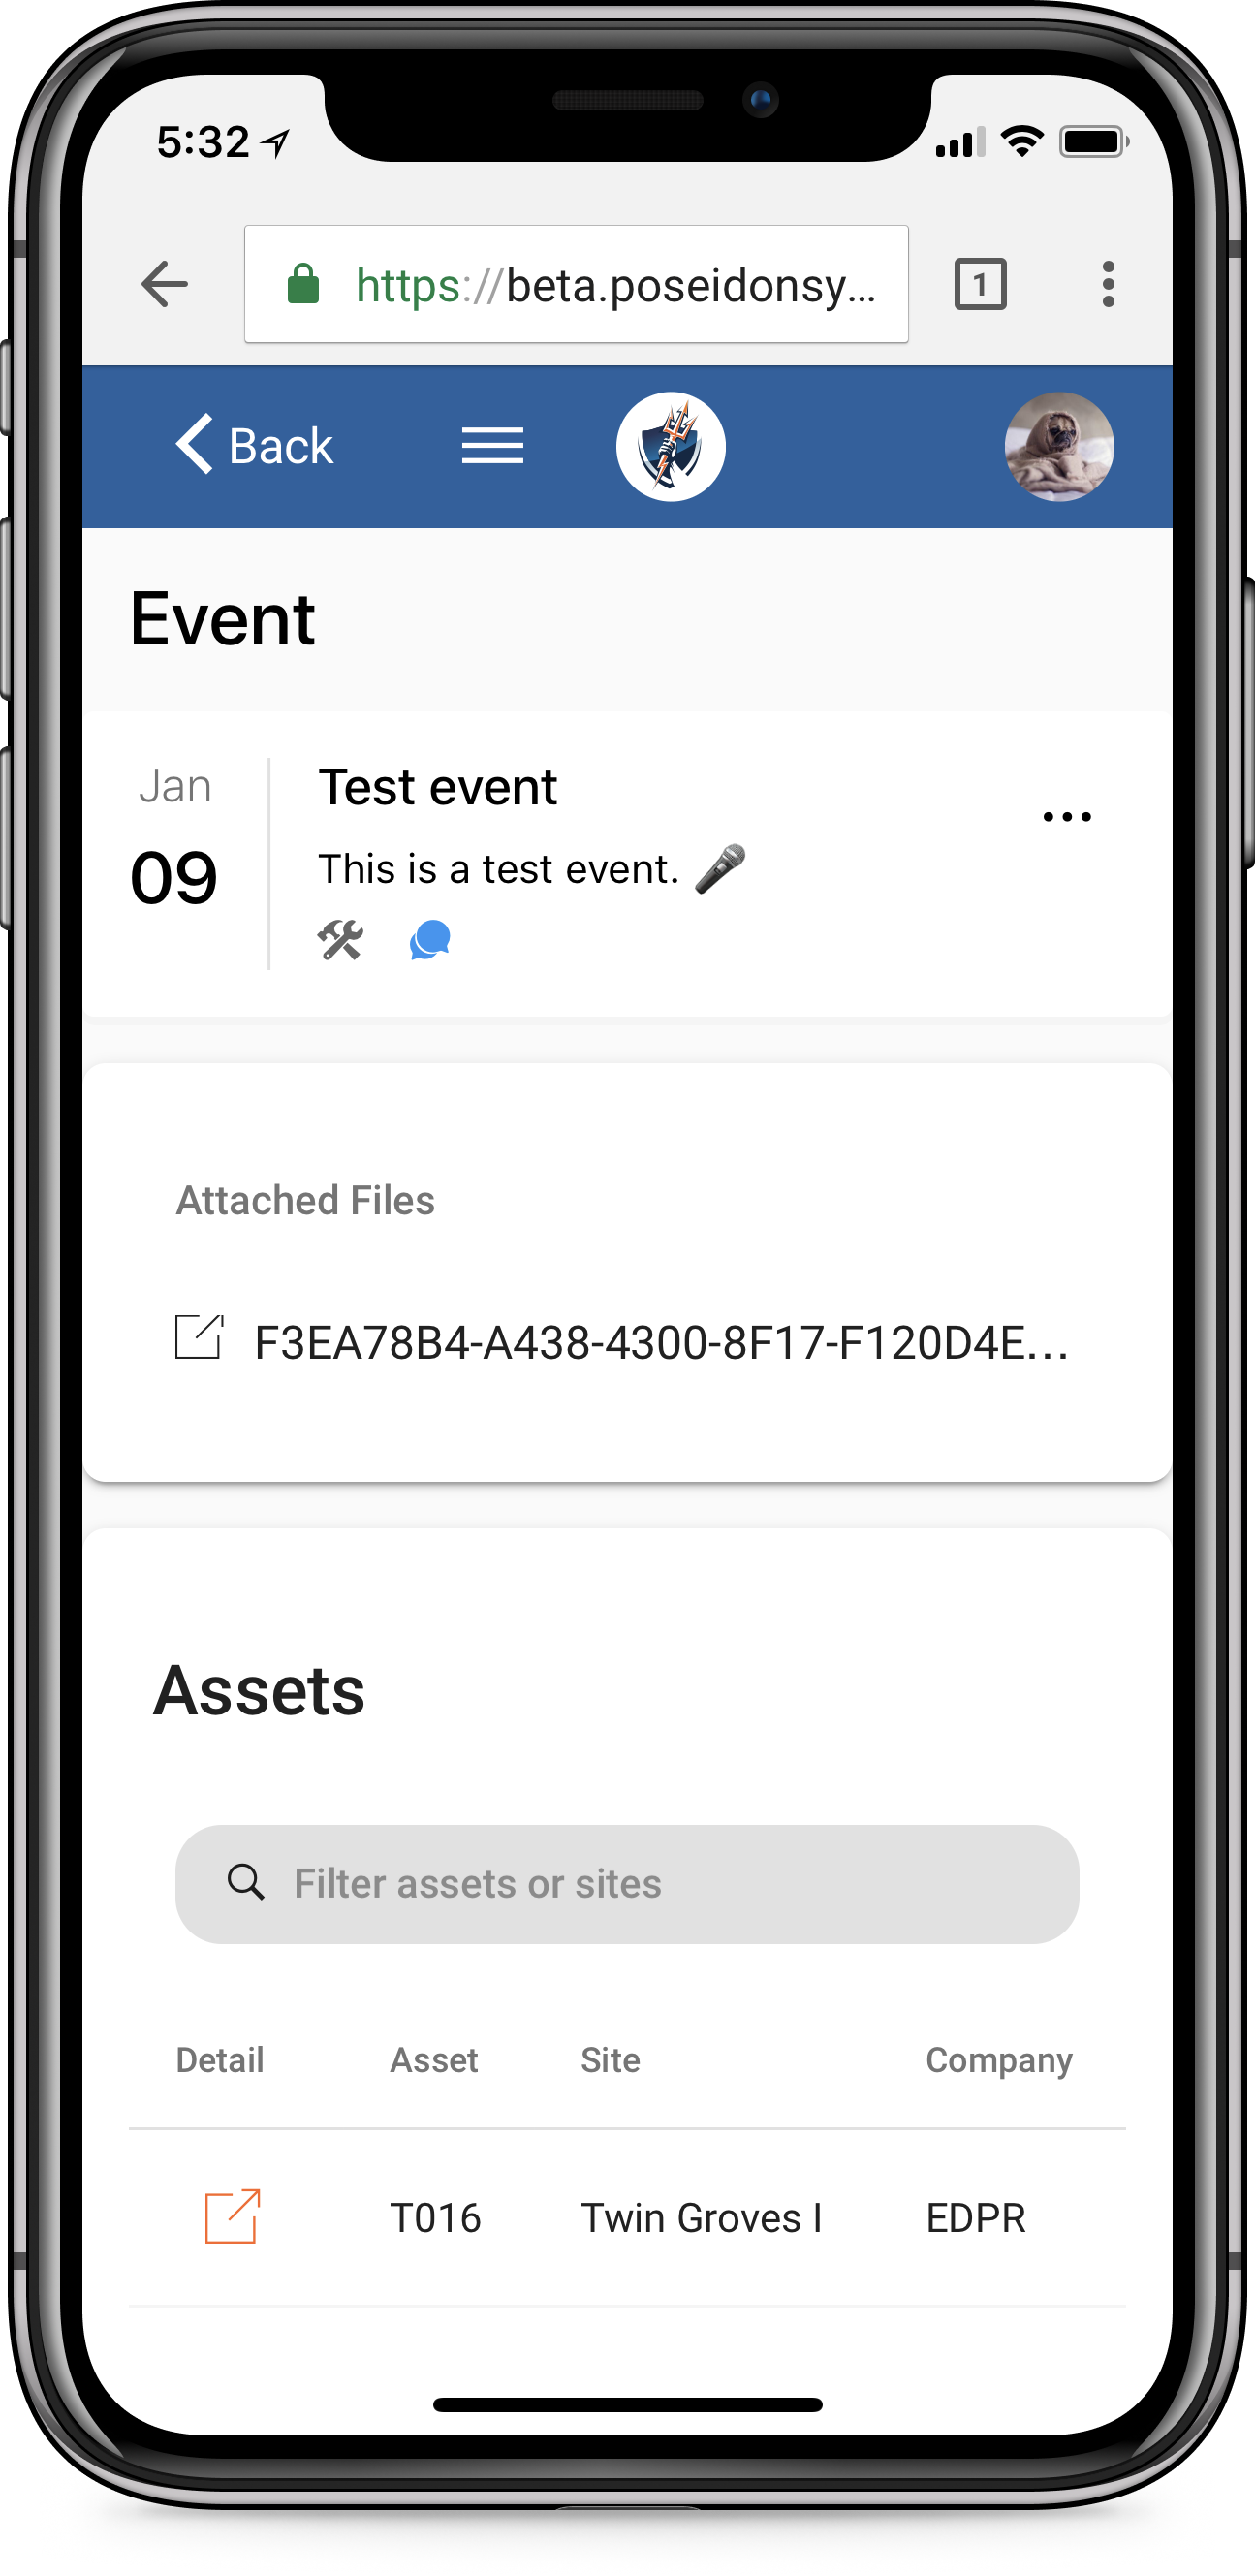 5:32
https://beta.poseidonsy...
1
Back
Event
Jan
09
Test event
This is a test event. 🎤
Attached Files
F3EA78B4-A438-4300-8F17-F120D4E...
Assets
Filter assets or sites
Detail Asset Site Company
T016 Twin Groves I EDPR